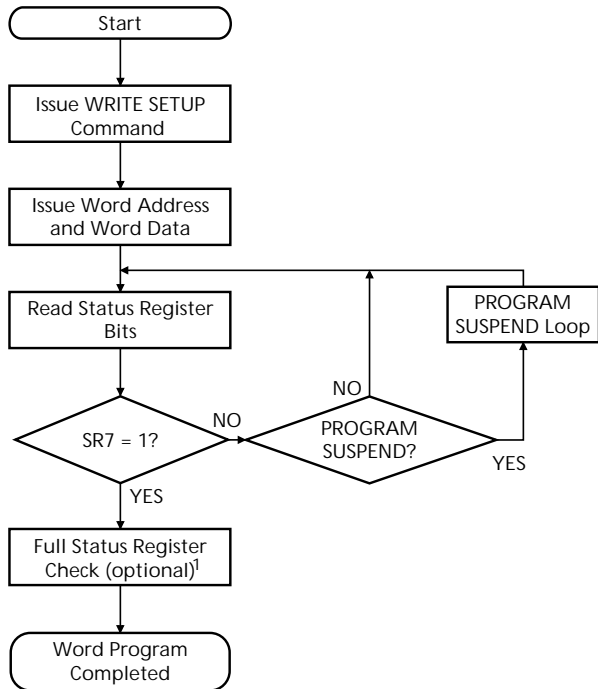 Start
Issue WRITE SETUP
Command
Issue Word Address
and Word Data
Read Status Register
Bits
PROGRAM
SUSPEND Loop
SR7 = 1?
NO
PROGRAM
SUSPEND?
NO
YES
YES
Full Status Register
Check (optional)1
Word Program
Completed